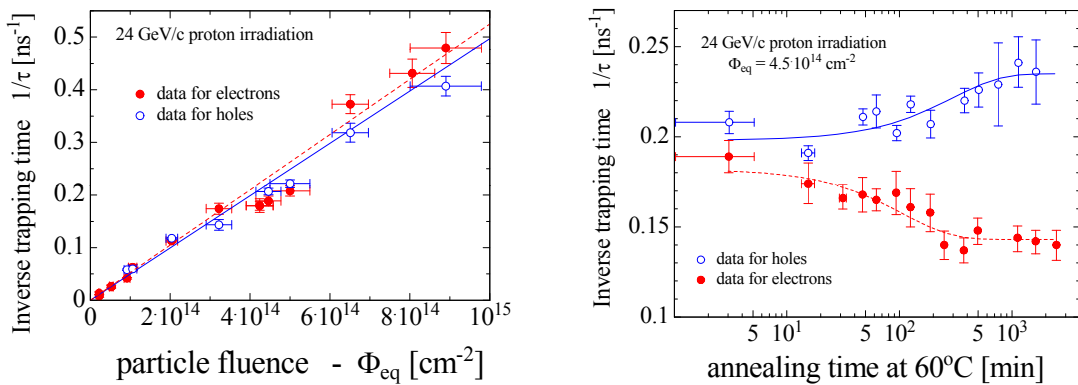 Inverse trapping time 1/τ [ns⁻¹]
0.5
0.4
0.3
0.2
0.1
0
24 GeV/c proton irradiation
data for electrons
data for holes
0 2·10¹⁴ 4·10¹⁴ 6·10¹⁴ 8·10¹⁴ 10¹⁵
particle fluence - Φeq [cm⁻²]
Inverse trapping time 1/τ [ns⁻¹]
0.25
0.2
0.15
0.1
24 GeV/c proton irradiation
Φeq = 4.5·10¹⁴ cm⁻²
data for holes
data for electrons
5 10¹ 5 10² 5 10³
annealing time at 60ºC [min]